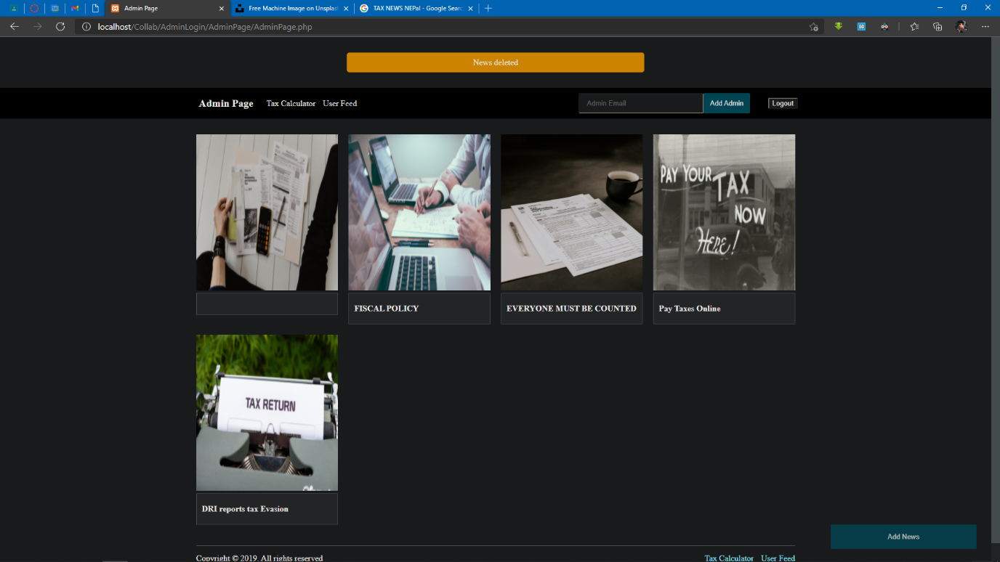 Admin Page
Free Machine Image on Unsplas
TAX NEWS NEPal - Google Searc
localhost/Collab/AdminLogin/AdminPage/AdminPage.php
News deleted
Admin Page Tax Calculator User Feed Admin Email Add Admin Logout
PAY YOUR TAX
NOW
HERE!
FISCAL POLICY
EVERYONE MUST BE COUNTED
Pay Taxes Online
TAX RETURN
DRI reports tax Evasion
Add News
Copyright © 2019. All rights reserved
Tax Calculator User Feed